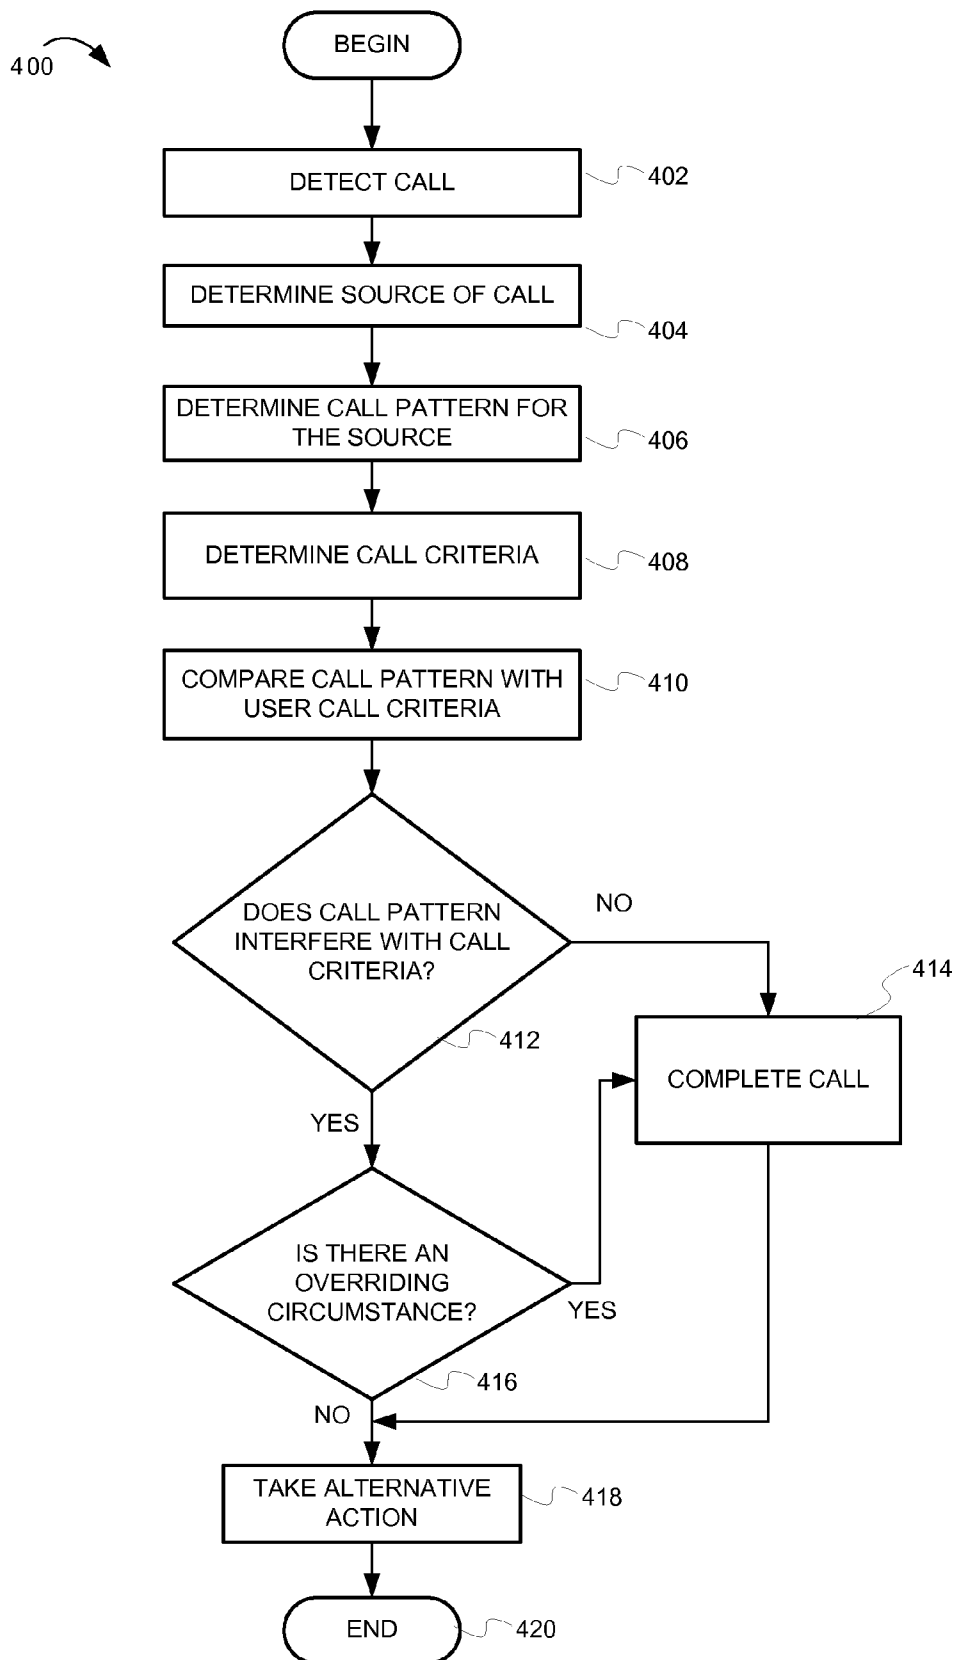 BEGIN
400
DETECT CALL
402
DETERMINE SOURCE OF CALL
404
DETERMINE CALL PATTERN FOR
THE SOURCE
406
DETERMINE CALL CRITERIA
408
COMPARE CALL PATTERN WITH
USER CALL CRITERIA
410
DOES CALL PATTERN
INTERFERE WITH CALL
CRITERIA?
NO
412
414
COMPLETE CALL
YES
IS THERE AN
OVERRIDING
CIRCUMSTANCE?
YES
416
NO
TAKE ALTERNATIVE
ACTION
418
END
420